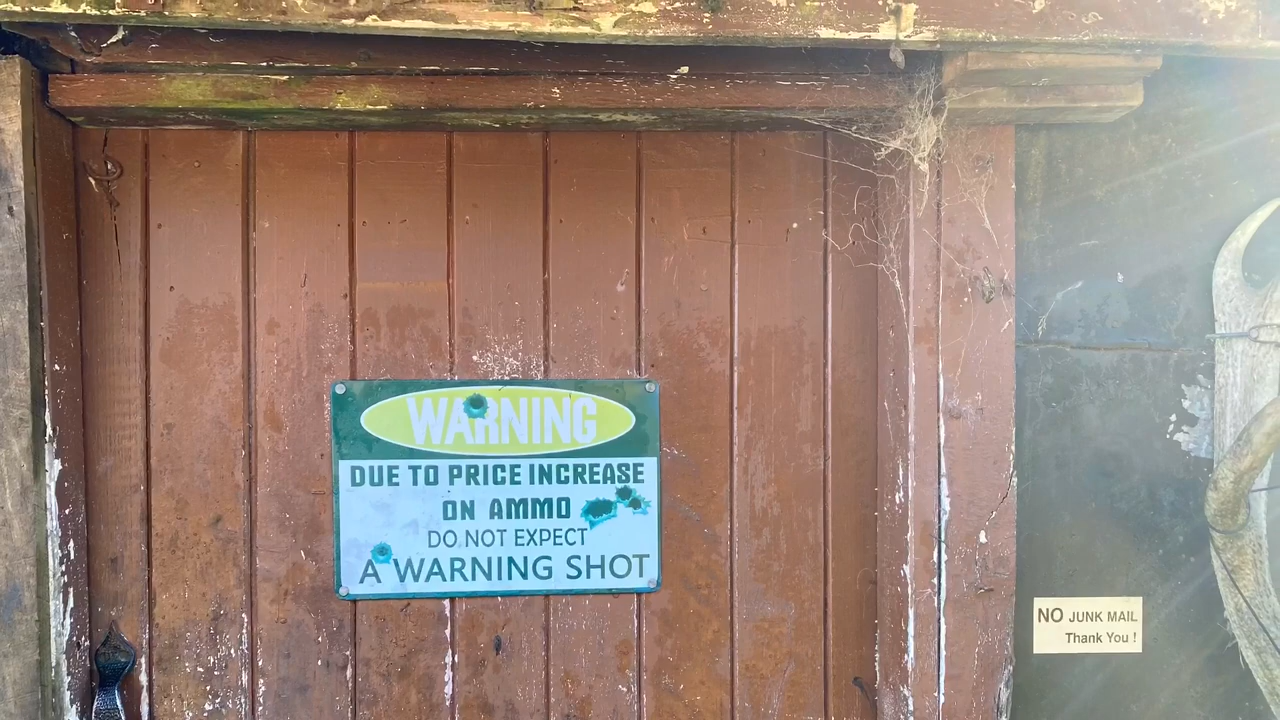 WARNING
DUE TO PRICE INCREASE
ON AMMO
DO NOT EXPECT
A WARNING SHOT
NO JUNK MAIL
Thank You !